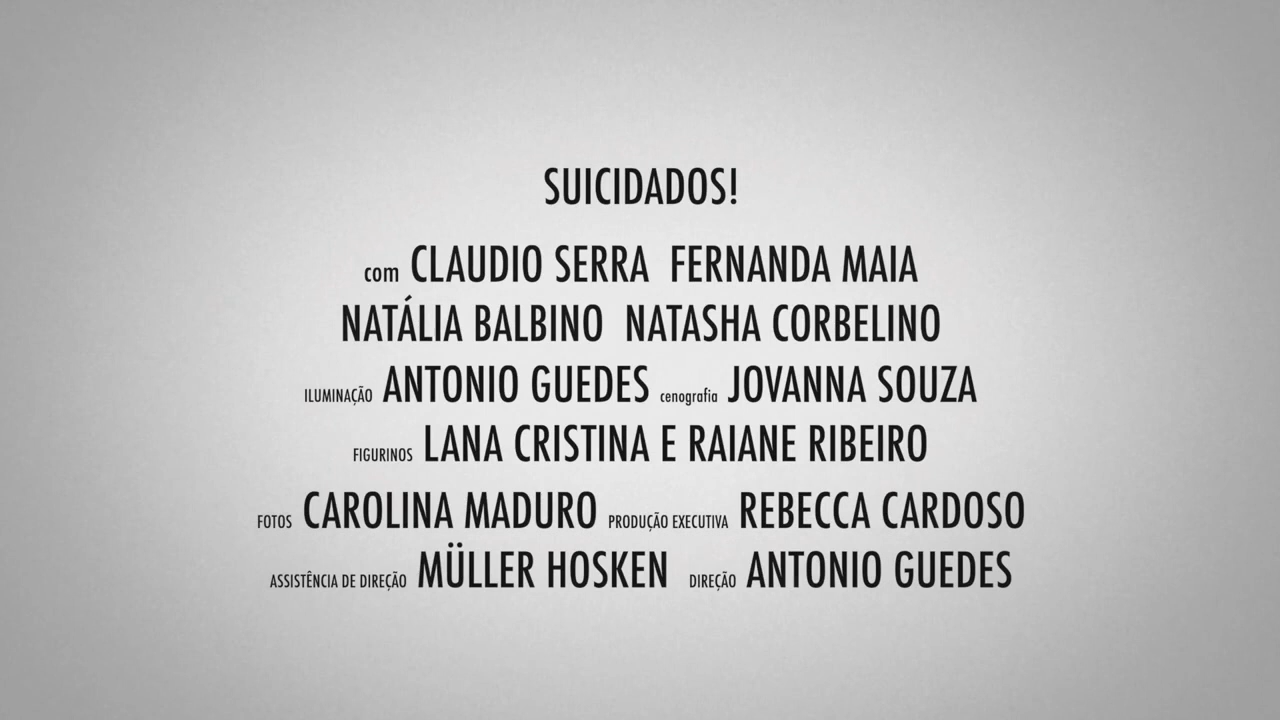 SUICIDADOS!
com CLAUDIO SERRA FERNANDA MAIA
NATÁLIA BALBINO NATASHA CORBELINO
ILUMINAÇÃO ANTONIO GUEDES cenografia JOVANNA SOUZA
FIGURINOS LANA CRISTINA E RAIANE RIBEIRO
FOTOS CAROLINA MADURO PRODUÇÃO EXECUTIVA REBECCA CARDOSO
ASSISTÊNCIA DE DIREÇÃO MÜLLER HOSKEN DIREÇÃO ANTONIO GUEDES